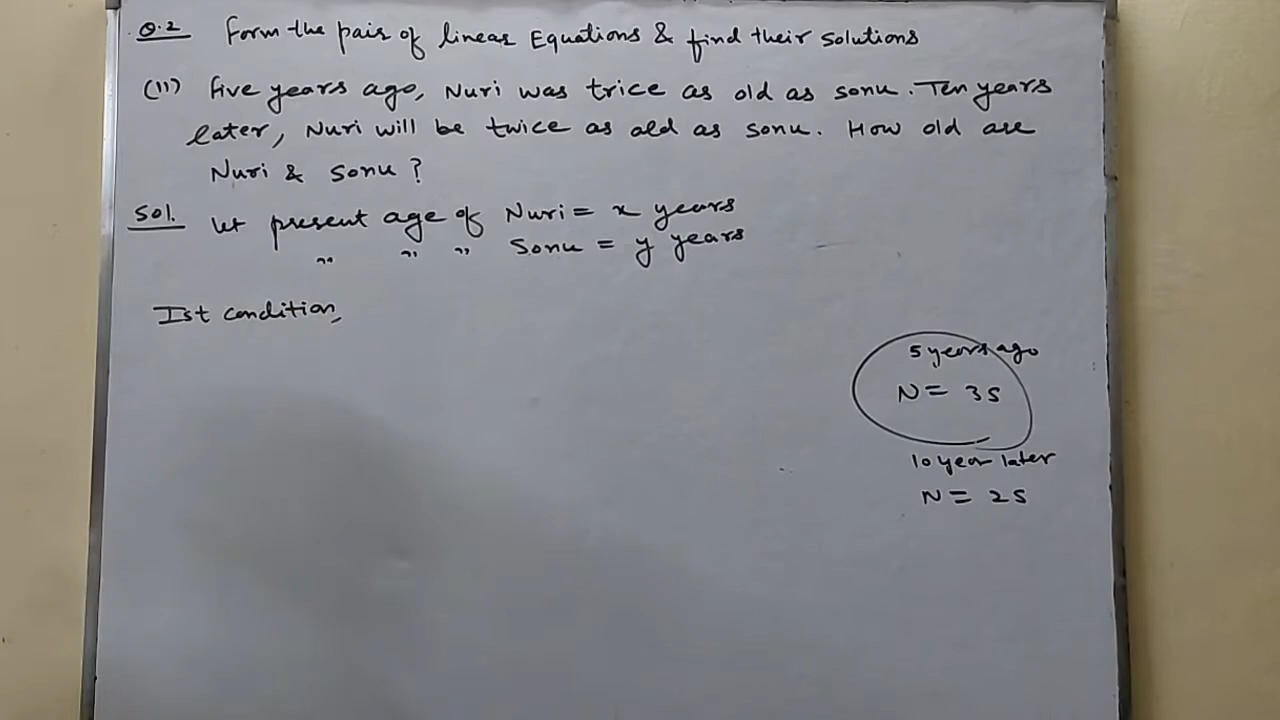 Q.2 Form the pair of linear Equations & find their solutions
(II) Five years ago, Nuri was trice as old as sonu. Ten years
later, Nuri will be twice as old as sonu. How old are
Nuri & Sonu?
Sol. let present age of Nuri = x years
" " " Sonu = y years
Ist condition,
5 years ago
N = 3S
10 year later
N = 2S